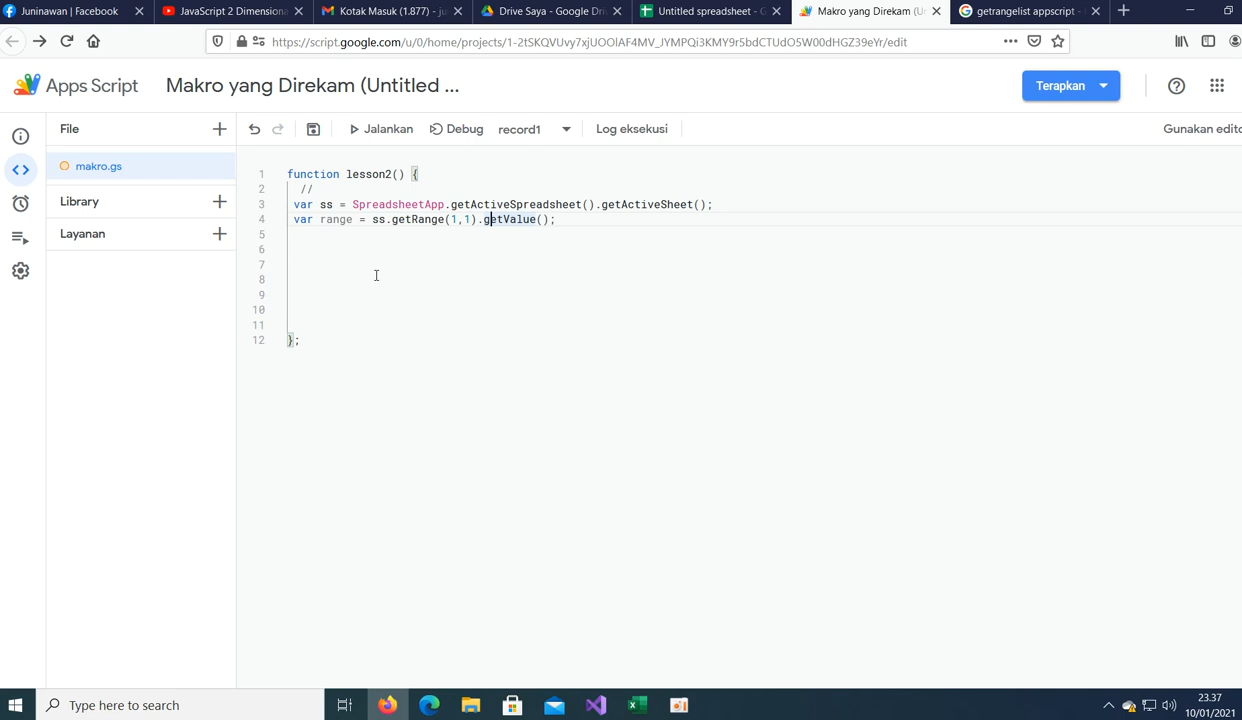 Juninawan | Facebook
JavaScript 2 Dimensiona
Kotak Masuk (1.877) - ju
Drive Saya - Google Dri
Untitled spreadsheet - G
Makro yang Direkam (Un
getrangelist appscript -
https://script.google.com/u/0/home/projects/1-2tSKQVUvy7xjUOOlAF4MV_JYMPQi3KMY9r5bdCTUdO5W00dHGZ39eYr/edit
Apps Script
Makro yang Direkam (Untitled ...
Terapkan
File
Jalankan
Debug
record1
Log eksekusi
Gunakan edito
makro.gs
Library
Layanan
1 function lesson2() {
2 //
3 var ss = SpreadsheetApp.getActiveSpreadsheet().getActiveSheet();
4 var range = ss.getRange(1,1).getValue();
5
6
7
8
9
10
11
12 };
Type here to search
23.37
10/01/2021